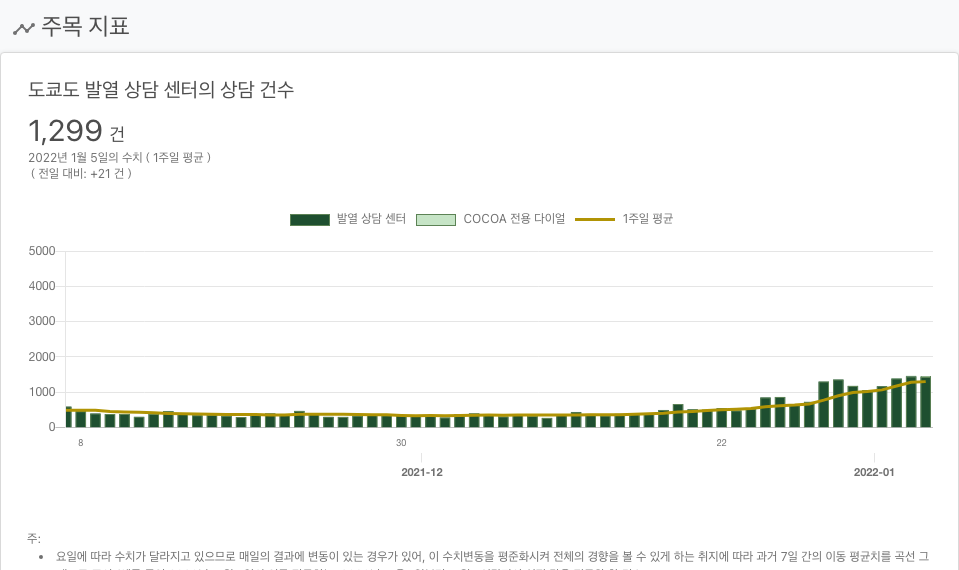 주목 지표
도쿄도 발열 상담 센터의 상담 건수
1,299 건
2022년 1월 5일의 수치 ( 1주일 평균 )
( 전일 대비: +21 건 )
발열 상담 센터 COCOA 전용 다이얼 1주일 평균
5000
4000
3000
2000
1000
0
8 30 22
2021-12 2022-01
주:
• 요일에 따라 수치가 달라지고 있으므로 매일의 결과에 변동이 있는 경우가 있어, 이 수치변동을 평준화시켜 전체의 경향을 볼 수 있게 하는 취지에 따라 과거 7일 간의 이동 평균치를 곡선 그